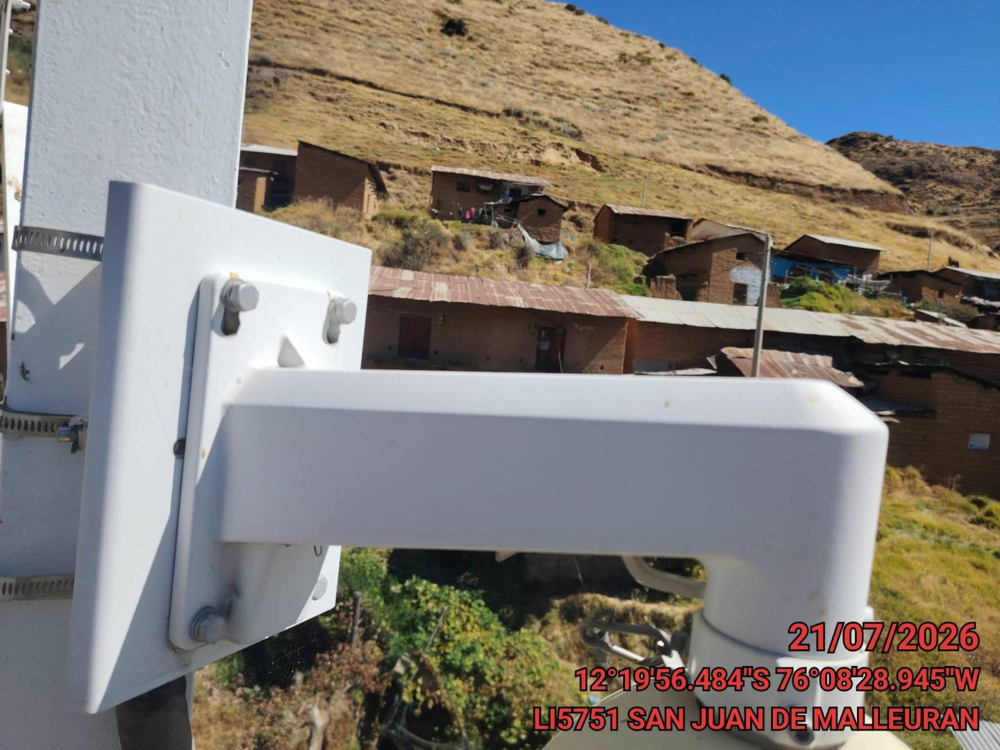 21/07/2026
12°19'56.484"S 76°08'28.945"W
LI5751 SAN JUAN DE MALLEURAN